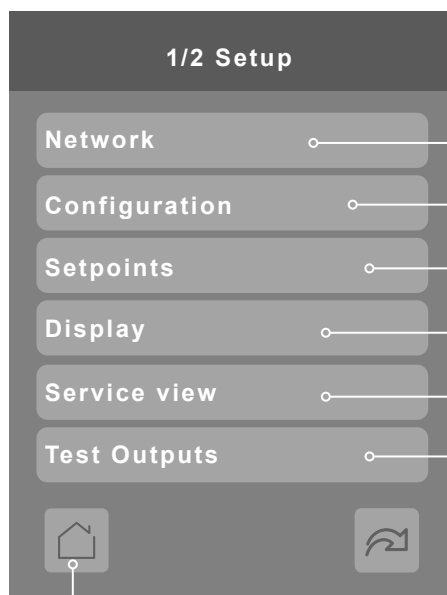 1/2 Setup
Network
Configuration
Setpoints
Display
Service view
Test Outputs